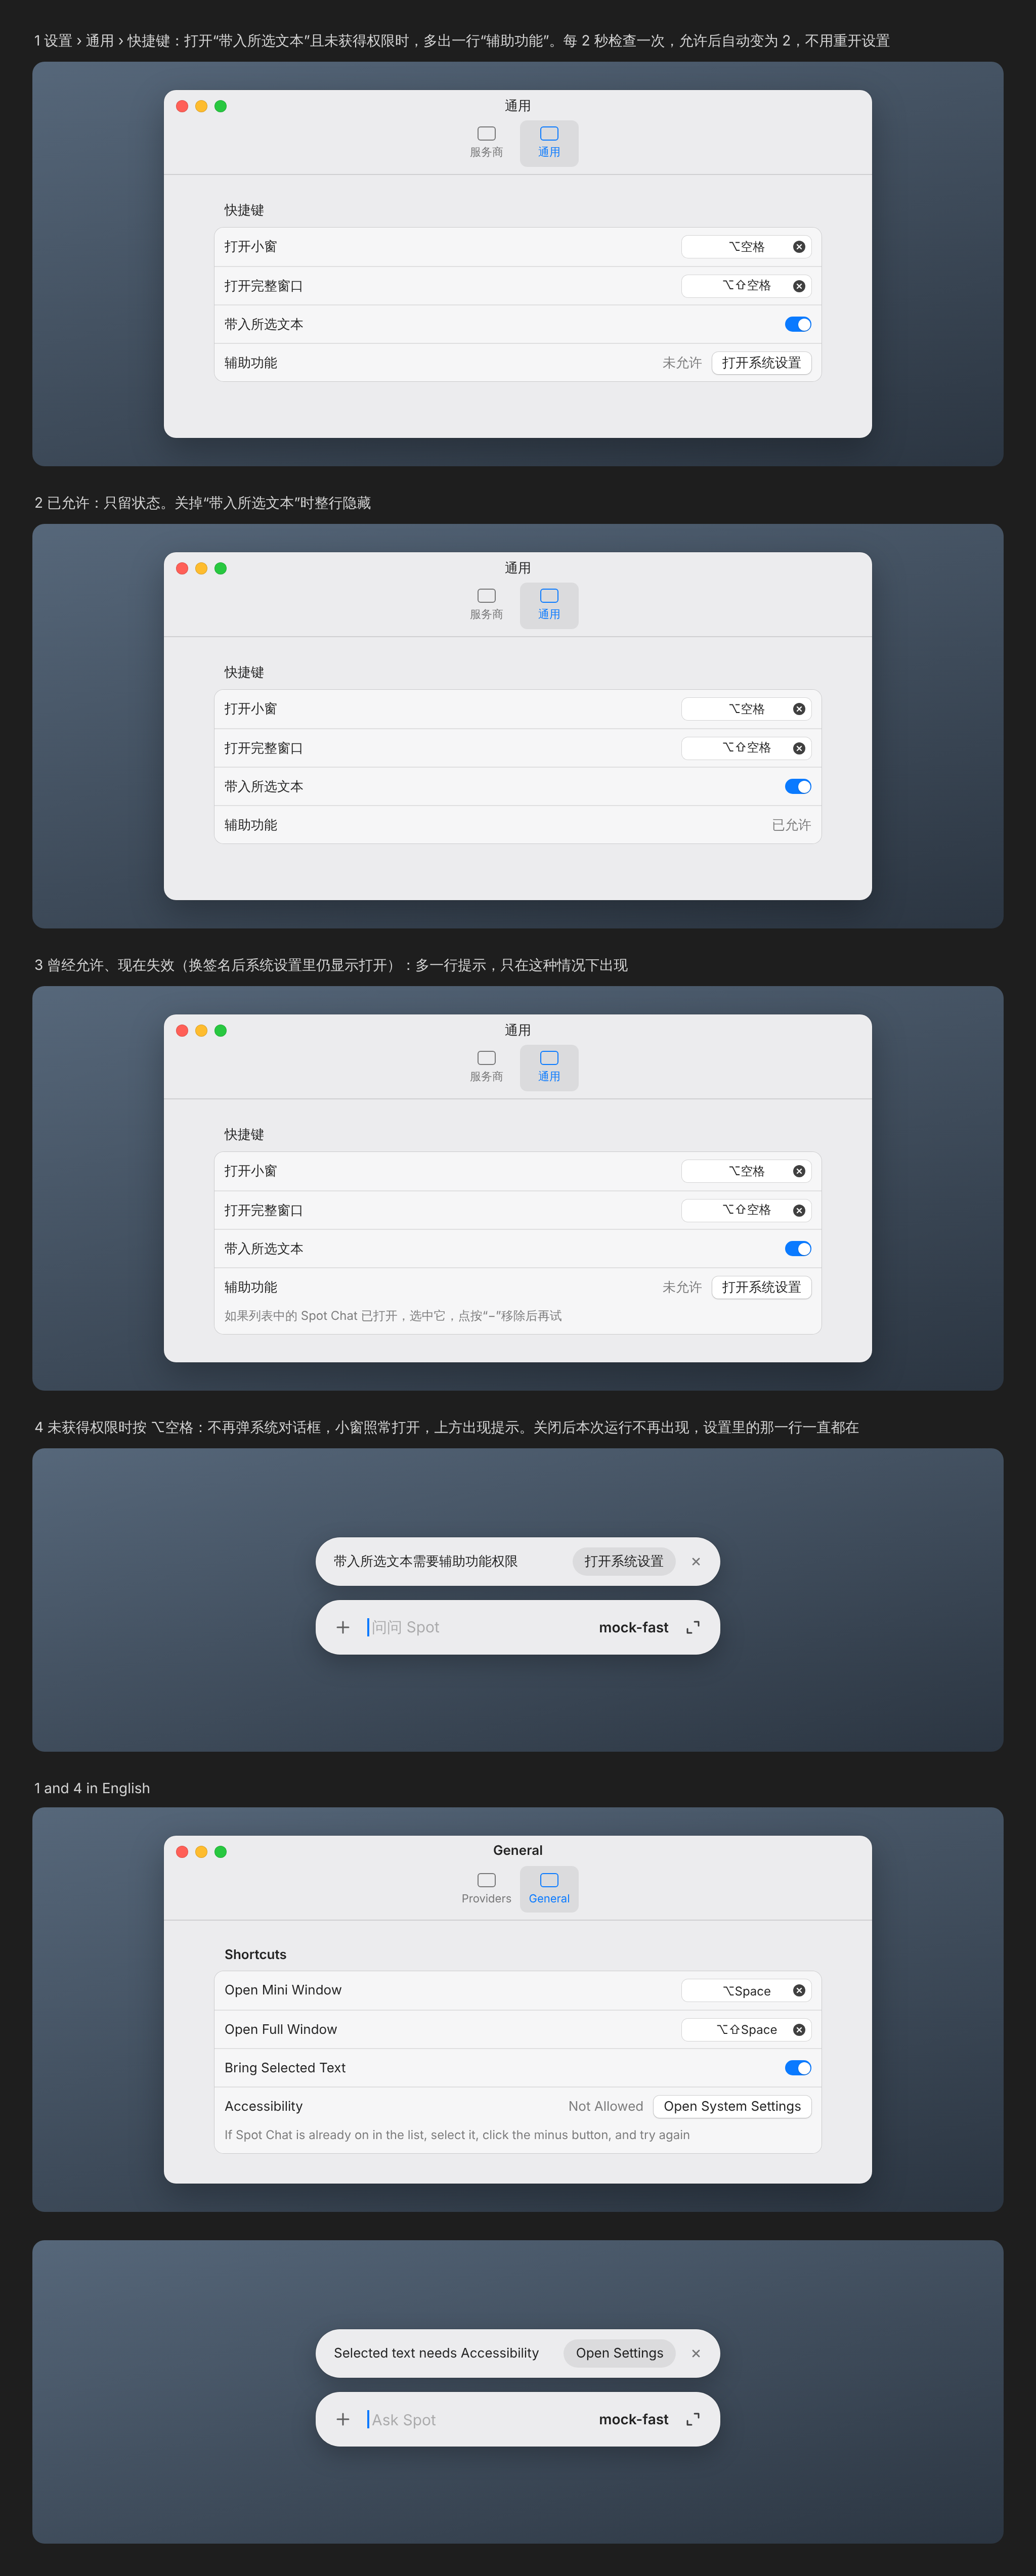 1 设置 › 通用 › 快捷键：打开“带入所选文本”且未获得权限时，多出一行“辅助功能”。每 2 秒检查一次，允许后自动变为 2，不用重开设置
通用
服务商
通用
快捷键
打开小窗
⌥空格
打开完整窗口
⌥⇧空格
带入所选文本
辅助功能
未允许
打开系统设置
2 已允许：只留状态。关掉“带入所选文本”时整行隐藏
通用
服务商
通用
快捷键
打开小窗
⌥空格
打开完整窗口
⌥⇧空格
带入所选文本
辅助功能
已允许
3 曾经允许、现在失效（换签名后系统设置里仍显示打开）：多一行提示，只在这种情况下出现
通用
服务商
通用
快捷键
打开小窗
⌥空格
打开完整窗口
⌥⇧空格
带入所选文本
辅助功能
未允许
打开系统设置
如果列表中的 Spot Chat 已打开，选中它，点按“−”移除后再试
4 未获得权限时按 ⌥空格：不再弹系统对话框，小窗照常打开，上方出现提示。关闭后本次运行不再出现，设置里的那一行一直都在
带入所选文本需要辅助功能权限
打开系统设置
问问 Spot
mock-fast
1 and 4 in English
General
Providers
General
Shortcuts
Open Mini Window
⌥Space
Open Full Window
⌥⇧Space
Bring Selected Text
Accessibility
Not Allowed
Open System Settings
If Spot Chat is already on in the list, select it, click the minus button, and try again
Selected text needs Accessibility
Open Settings
Ask Spot
mock-fast